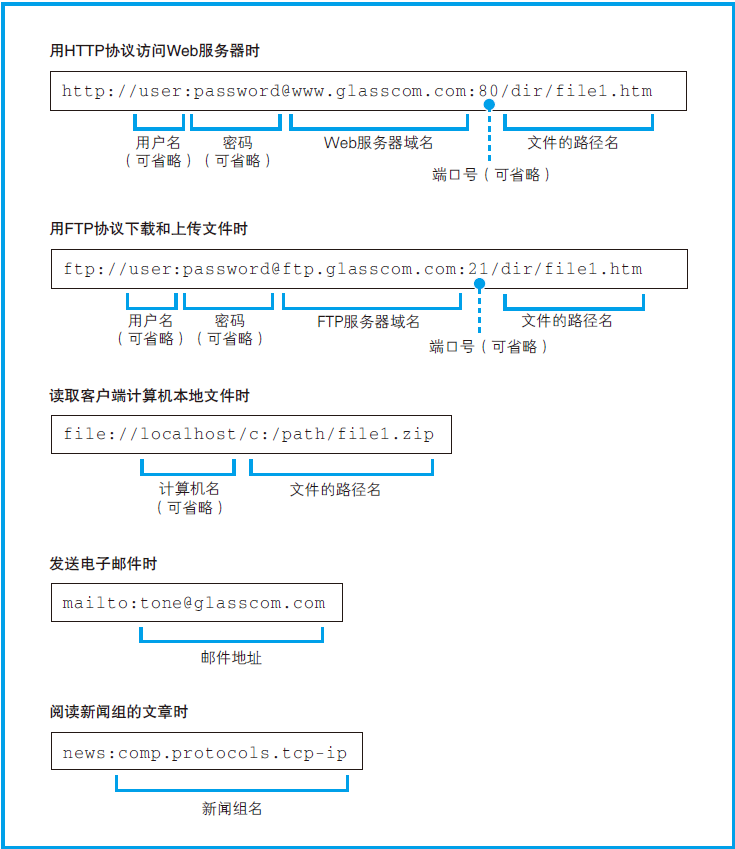 用HTTP协议访问Web服务器时
http://user:password@www.glasscom.com:80/dir/file1.htm
用户名 密码 Web服务器域名 文件的路径名
（可省略） （可省略）
端口号（可省略）
用FTP协议下载和上传文件时
ftp://user:password@ftp.glasscom.com:21/dir/file1.htm
用户名 密码 FTP服务器域名 文件的路径名
（可省略） （可省略）
端口号（可省略）
读取客户端计算机本地文件时
file://localhost/c:/path/file1.zip
计算机名 文件的路径名
（可省略）
发送电子邮件时
mailto:tone@glasscom.com
邮件地址
阅读新闻组的文章时
news:comp.protocols.tcp-ip
新闻组名